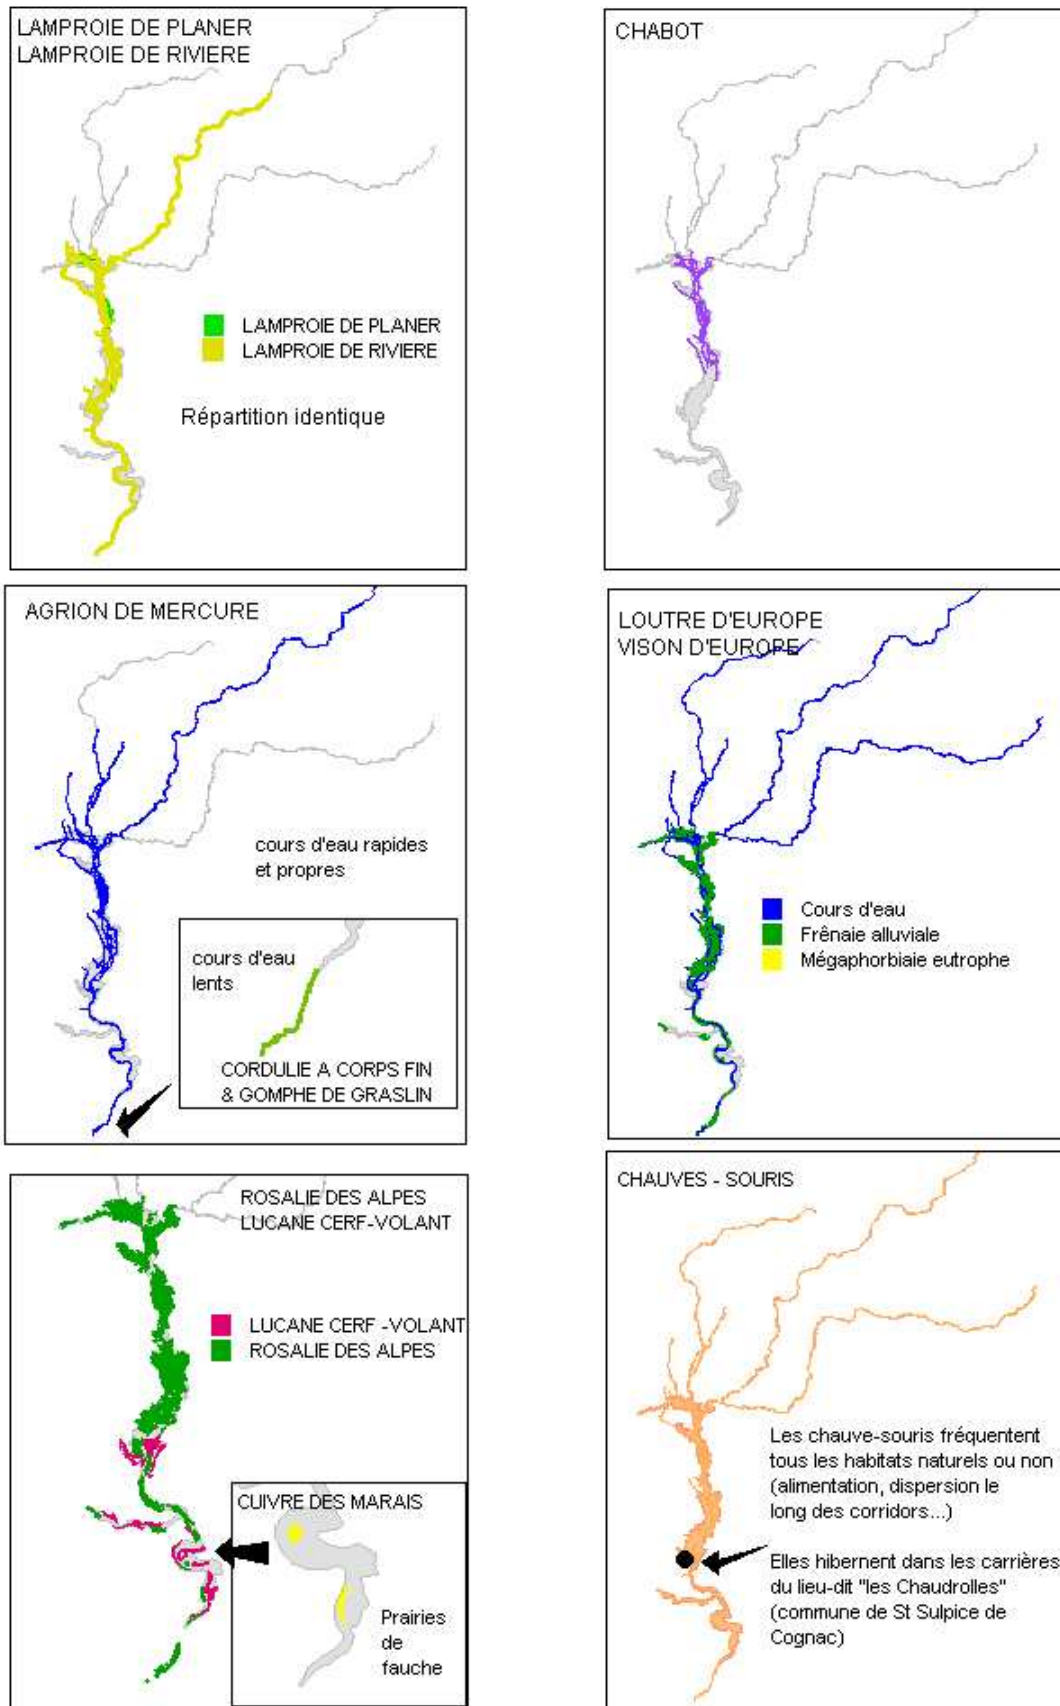 LAMPROIE DE PLANER
LAMPROIE DE RIVIERE
LAMPROIE DE PLANER
LAMPROIE DE RIVIERE
Répartition identique
CHABOT
AGRION DE MERCURE
cours d'eau rapides
et propres
cours d'eau
lents
CORDULIE A CORPS FIN
& GOMPHE DE GRASLIN
LOUTRE D'EUROPE
VISON D'EUROPE
Cours d'eau
Frênaie alluviale
Mégaphorbiaie eutrophe
ROSALIE DES ALPES
LUCANE CERF-VOLANT
LUCANE CERF -VOLANT
ROSALIE DES ALPES
CUIVRE DES MARAIS
Prairies
de
fauche
CHAUVES - SOURIS
Les chauve-souris fréquentent
tous les habitats naturels ou non
(alimentation, dispersion le
long des corridors...)
Elles hibernent dans les carrières
du lieu-dit "les Chaudrolles"
(commune de St Sulpice de
Cognac)